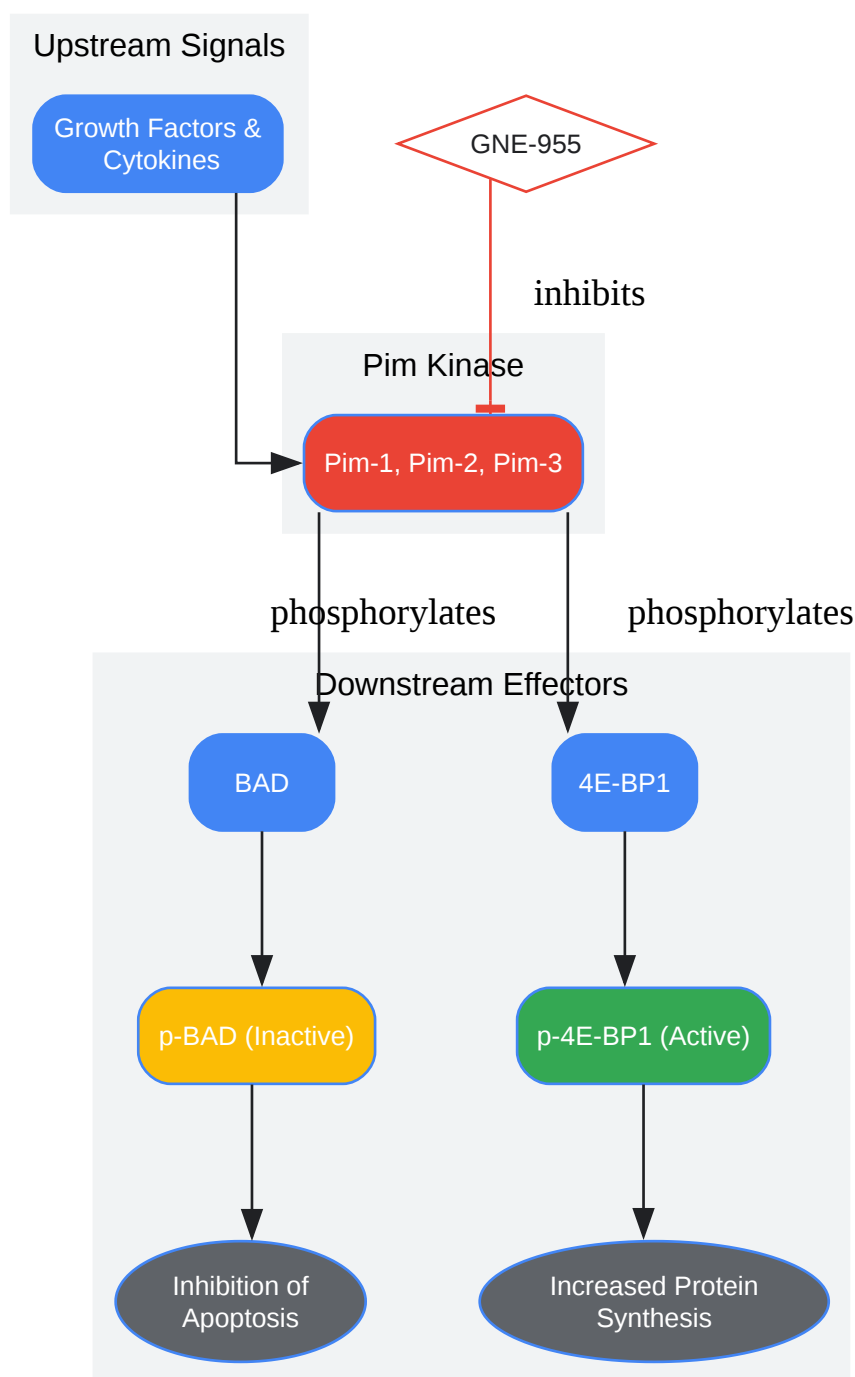 Upstream Signals
Growth Factors &
Cytokines
GNE-955
inhibits
Pim Kinase
Pim-1, Pim-2, Pim-3
phosphorylates
phosphorylates
Downstream Effectors
BAD
4E-BP1
p-BAD (Inactive)
p-4E-BP1 (Active)
Inhibition of
Apoptosis
Increased Protein
Synthesis